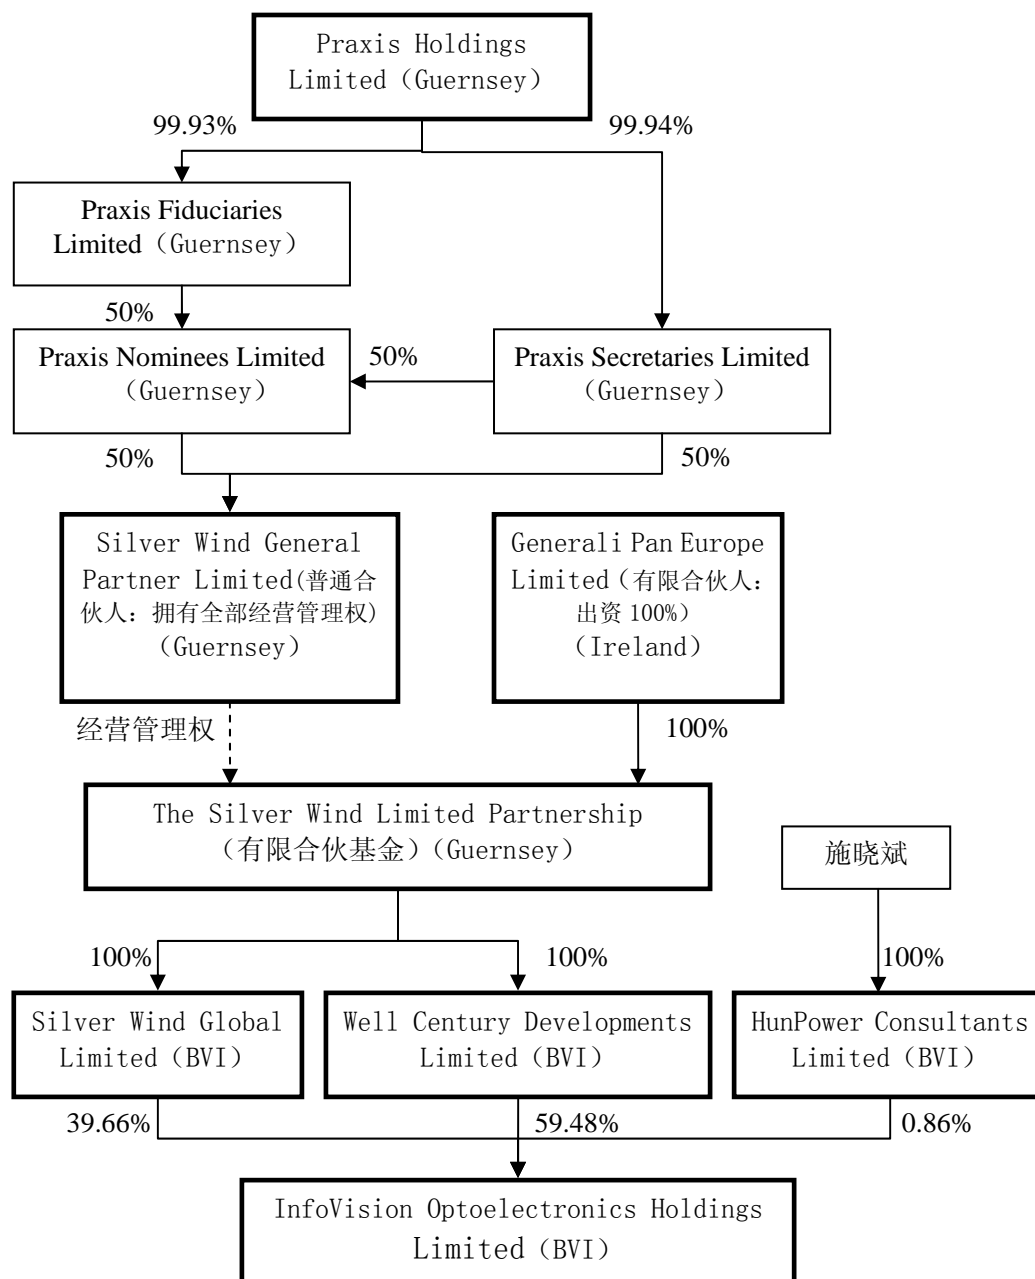 Praxis Holdings
Limited（Guernsey）
99.93%
99.94%
Praxis Fiduciaries
Limited（Guernsey）
50%
Praxis Nominees Limited
（Guernsey）
50%
Praxis Secretaries Limited
（Guernsey）
50%
50%
Silver Wind General
Partner Limited(普通合
伙人：拥有全部经营管理权)
（Guernsey）
Generali Pan Europe
Limited（有限合伙人：
出资 100%）
（Ireland）
经营管理权
100%
The Silver Wind Limited Partnership
（有限合伙基金）（Guernsey）
施晓斌
100%
100%
100%
Silver Wind Global
Limited（BVI）
Well Century Developments
Limited（BVI）
HunPower Consultants
Limited（BVI）
39.66%
59.48%
0.86%
InfoVision Optoelectronics Holdings
Limited（BVI）